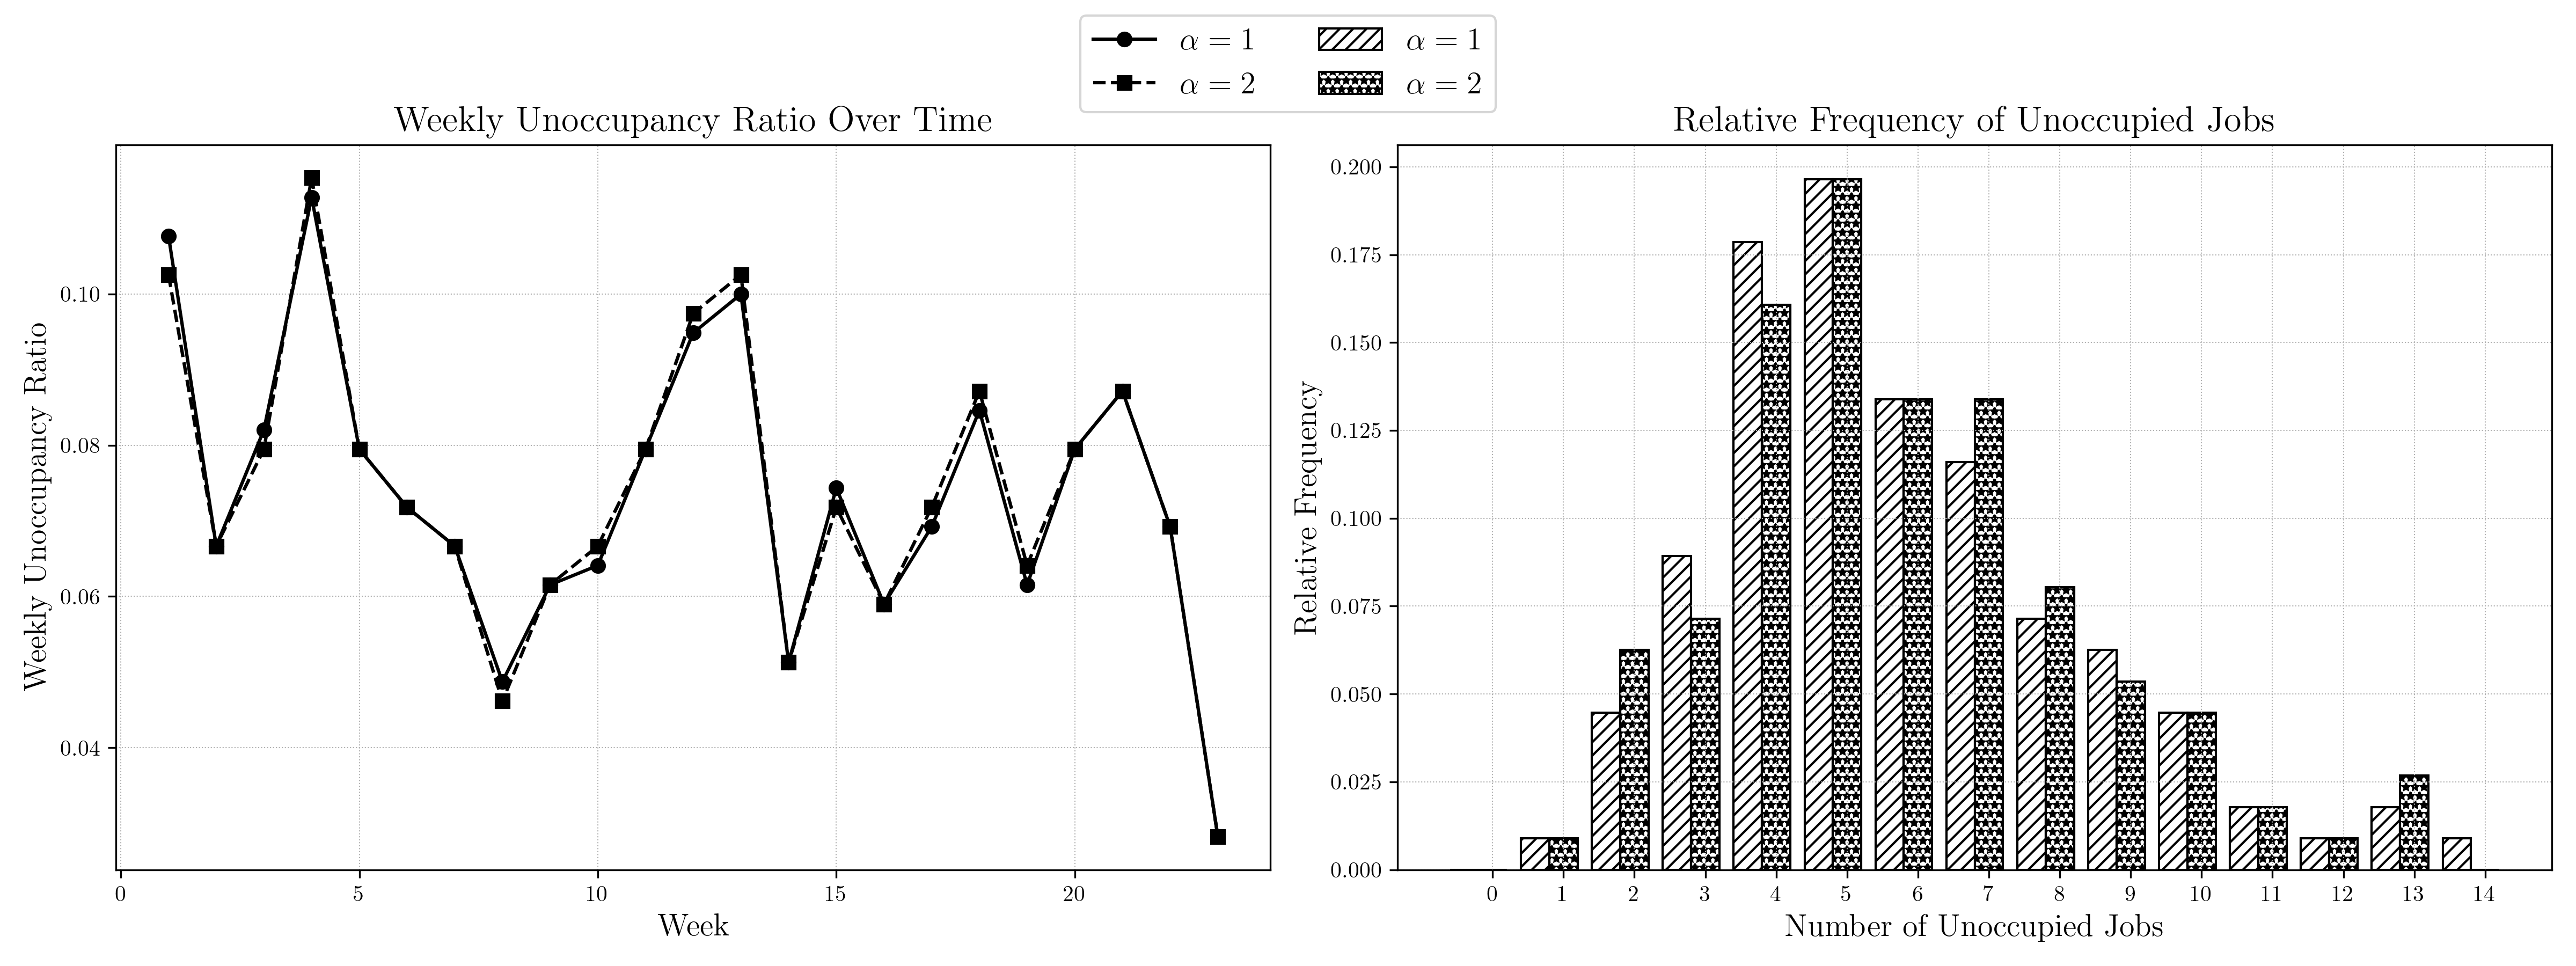 α = 1
α = 2
α = 1
α = 2
Weekly Unoccupancy Ratio Over Time
Weekly Unoccupancy Ratio
0.10
0.08
0.06
0.04
0 5 10 15 20
Week
Relative Frequency of Unoccupied Jobs
Relative Frequency
0.200
0.175
0.150
0.125
0.100
0.075
0.050
0.025
0.000
0 1 2 3 4 5 6 7 8 9 10 11 12 13 14
Number of Unoccupied Jobs